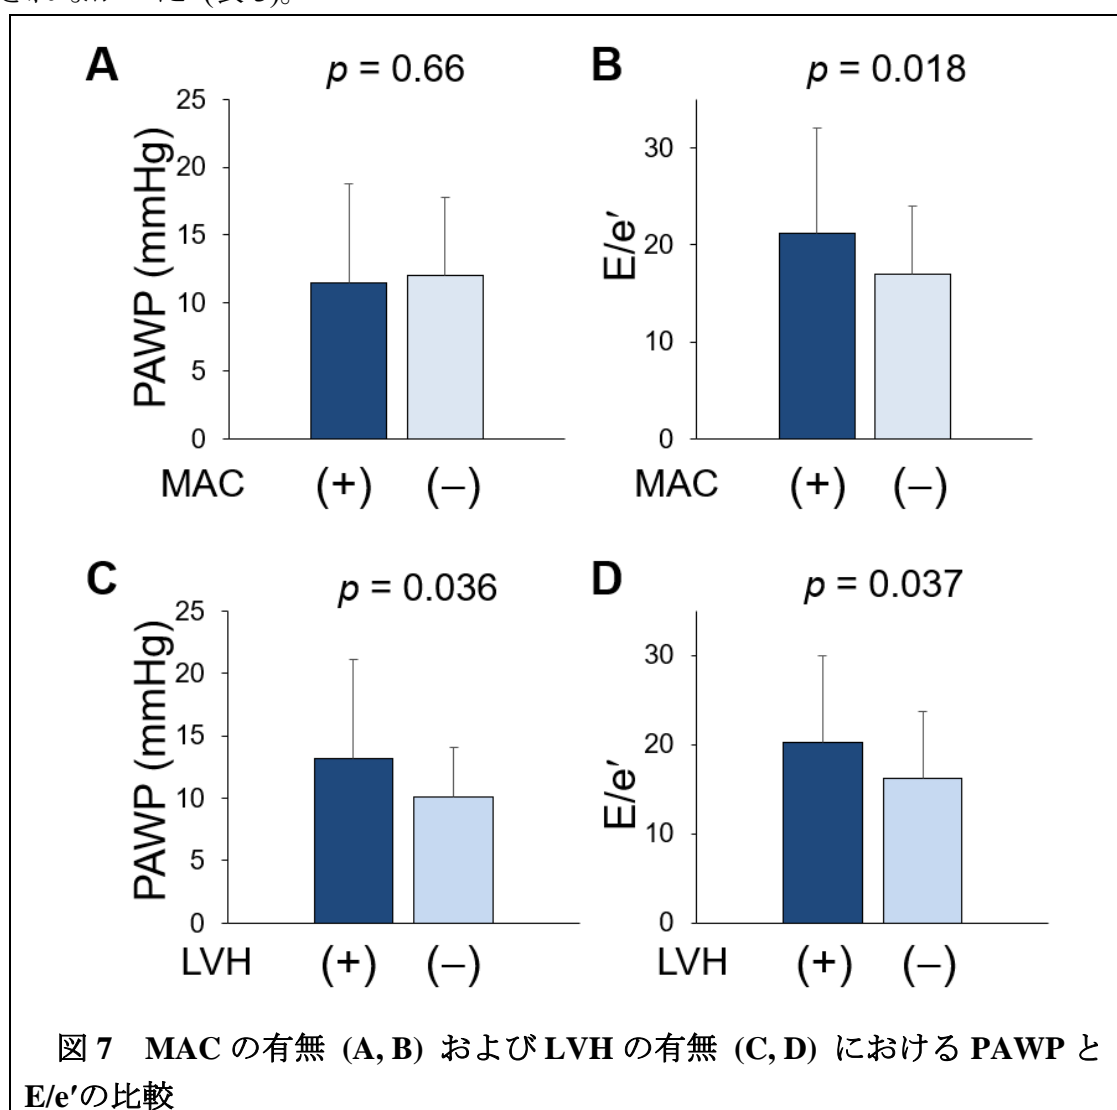 A
p = 0.66
PAWP (mmHg)
25
20
15
10
5
0
MAC (+) (–)
B
p = 0.018
E/e′
30
20
10
0
MAC (+) (–)
C
p = 0.036
PAWP (mmHg)
25
20
15
10
5
0
LVH (+) (–)
D
p = 0.037
E/e′
30
20
10
0
LVH (+) (–)
図 7 MAC の有無 (A, B) および LVH の有無 (C, D) における PAWP と
E/e′の比較